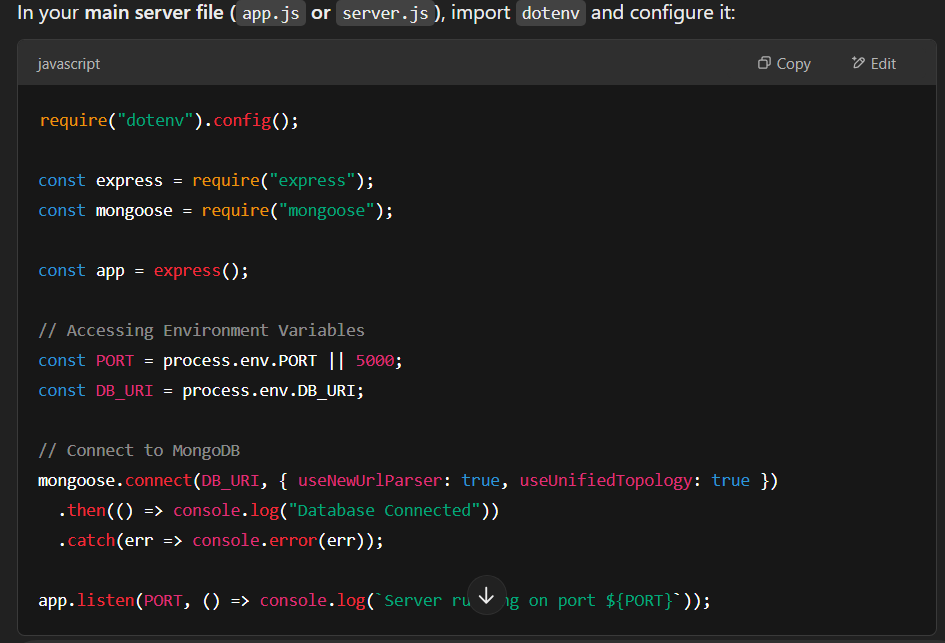 In your main server file (app.js or server.js), import dotenv and configure it:
javascript
Copy
Edit
require("dotenv").config();
const express = require("express");
const mongoose = require("mongoose");
const app = express();
// Accessing Environment Variables
const PORT = process.env.PORT || 5000;
const DB_URI = process.env.DB_URI;
// Connect to MongoDB
mongoose.connect(DB_URI, { useNewUrlParser: true, useUnifiedTopology: true })
.then(() => console.log("Database Connected"))
.catch(err => console.error(err));
app.listen(PORT, () => console.log(`Server on port ${PORT}`));